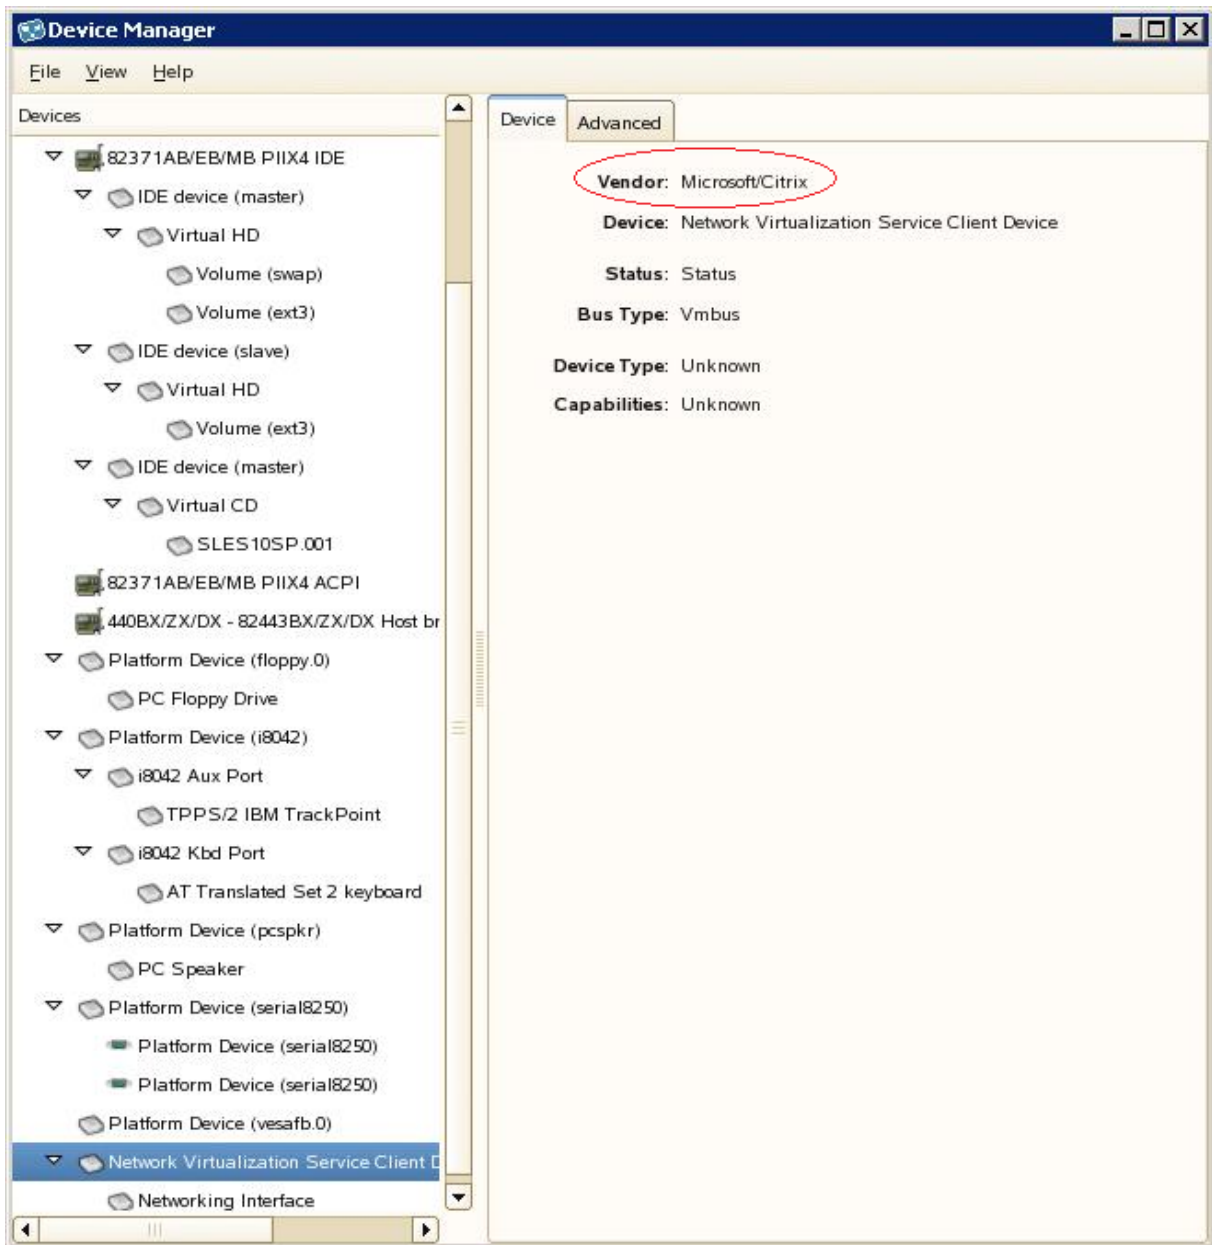 Device Manager
File View Help
Devices
82371AB/EB/MB PIIX4 IDE
IDE device (master)
Virtual HD
Volume (swap)
Volume (ext3)
IDE device (slave)
Virtual HD
Volume (ext3)
IDE device (master)
Virtual CD
SLES10SP.001
82371AB/EB/MB PIIX4 ACPI
440BX/ZX/DX - 82443BX/ZX/DX Host br
Platform Device (floppy.0)
PC Floppy Drive
Platform Device (i8042)
i8042 Aux Port
TPPS/2 IBM TrackPoint
i8042 Kbd Port
AT Translated Set 2 keyboard
Platform Device (pcspkr)
PC Speaker
Platform Device (serial8250)
Platform Device (serial8250)
Platform Device (serial8250)
Platform Device (vesafb.0)
Network Virtualization Service Client D
Networking Interface
Device Advanced
Vendor: Microsoft/Citrix
Device: Network Virtualization Service Client Device
Status: Status
Bus Type: Vmbus
Device Type: Unknown
Capabilities: Unknown